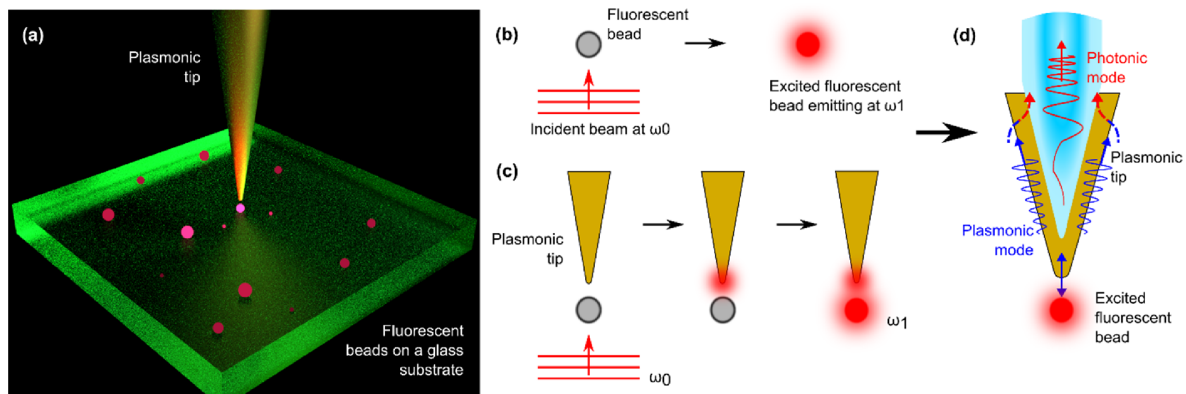 (a)
Plasmonic
tip
Fluorescent
beads on a glass
substrate
(b)
Fluorescent
bead
Incident beam at ω0
Excited fluorescent
bead emitting at ω1
(c)
Plasmonic
tip
ω0
ω1
(d)
Photonic
mode
Plasmonic
tip
Plasmonic
mode
Excited
fluorescent
bead